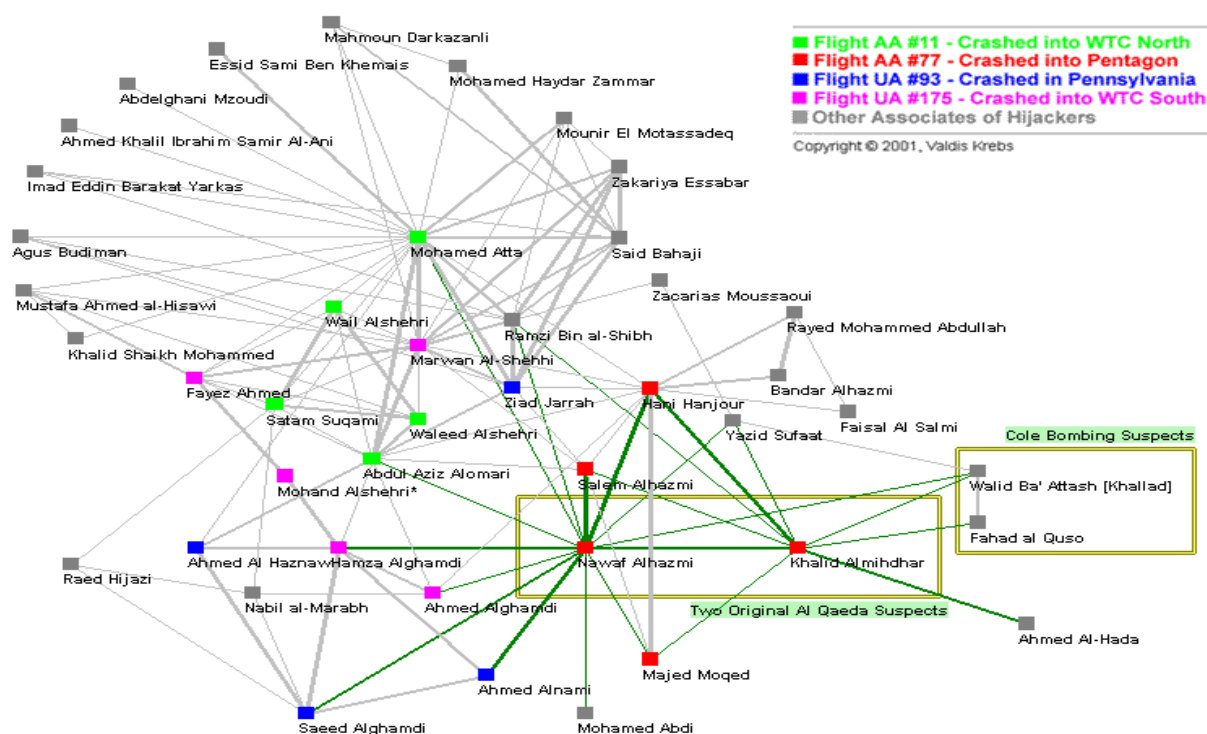 Mahmoun Darkazanli
Essid Sami Ben Khemais
Mohamed Haydar Zammar
Abdelghani Mzoudi
Mounir El Motassadeq
Ahmed Khalil Ibrahim Samir Al-Ani
Zakariya Essabar
Imad Eddin Barakat Yarkas
Agus Budiman
Mohamed Atta
Said Bahaji
Mustafa Ahmed al-Hisawi
Zacarias Moussaoui
Wail Alshehri
Ramzi Bin al-Shibh
Rayed Mohammed Abdullah
Khalid Shaikh Mohammed
Marwan Al-Shehhi
Fayez Ahmed
Ziad Jarrah
Hani Hanjour
Bandar Alhazmi
Satam Suqami
Waleed Alshehri
Yazid Sufaat
Faisal Al Salmi
Abdul Aziz Alomari
Salem Alhazmi
Mohand Alshehri*
Cole Bombing Suspects
Walid Ba' Attash [Khallad]
Fahad al Quso
Ahmed Al Haznaw
Hamza Alghamdi
Nawaf Alhazmi
Khalid Almihdhar
Raed Hijazi
Nabil al-Marabh
Ahmed Alghamdi
Two Original Al Qaeda Suspects
Ahmed Al-Hada
Ahmed Alnami
Majed Moqed
Saeed Alghamdi
Mohamed Abdi
Flight AA #11 - Crashed into WTC North
Flight AA #77 - Crashed into Pentagon
Flight UA #93 - Crashed in Pennsylvania
Flight UA #175 - Crashed into WTC South
Other Associates of Hijackers
Copyright © 2001, Valdis Krebs